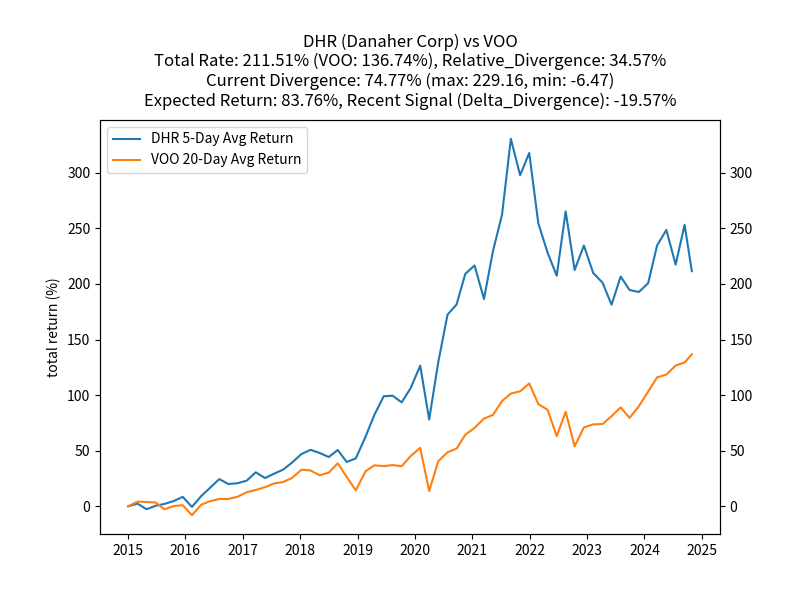 DHR (Danaher Corp) vs VOO
Total Rate: 211.51% (VOO: 136.74%), Relative_Divergence: 34.57%
Current Divergence: 74.77% (max: 229.16, min: -6.47)
Expected Return: 83.76%, Recent Signal (Delta_Divergence): -19.57%
DHR 5-Day Avg Return
VOO 20-Day Avg Return
total return (%)
300 300
250 250
200 200
150 150
100 100
50 50
0 0
2015 2016 2017 2018 2019 2020 2021 2022 2023 2024 2025